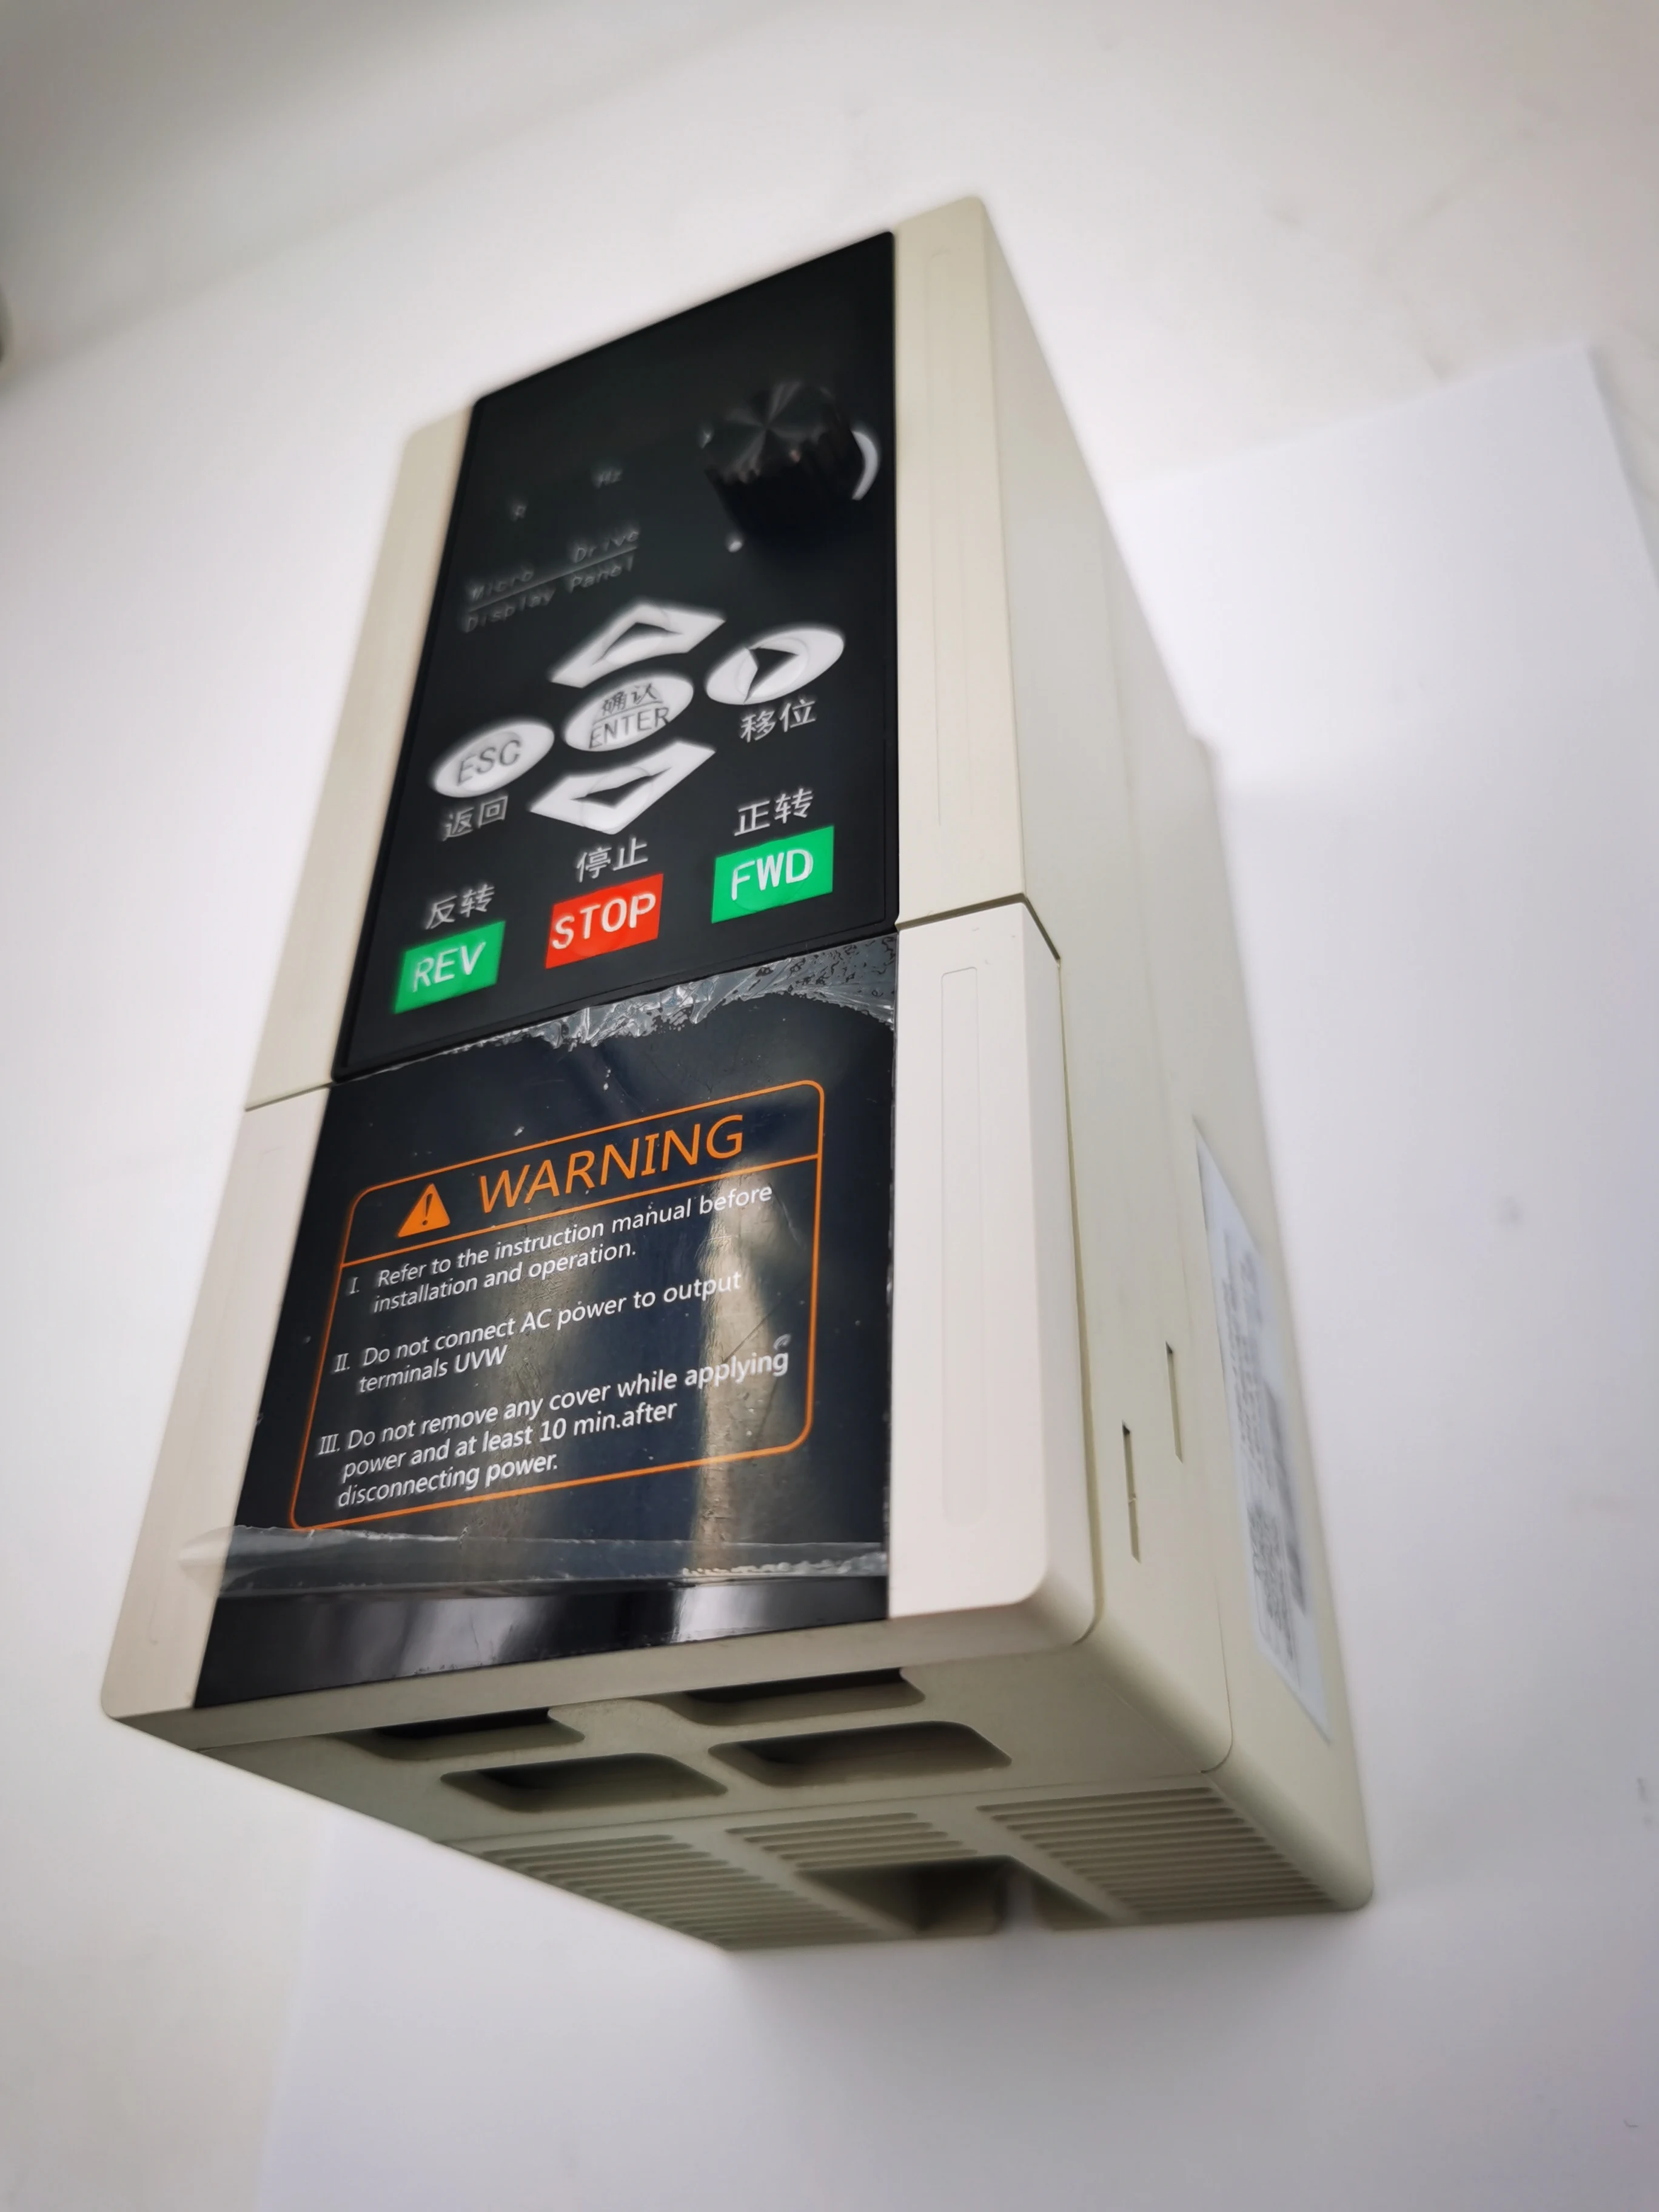 Hz
R
Micro Drive
Display Panel
确认
ENTER
移位
ESC
返回
正转
FWD
停止
STOP
反转
REV
WARNING
I. Refer to the instruction manual before
installation and operation.
II. Do not connect AC power to output
terminals UVW
III. Do not remove any cover while applying
power and at least 10 min.after
disconnecting power.